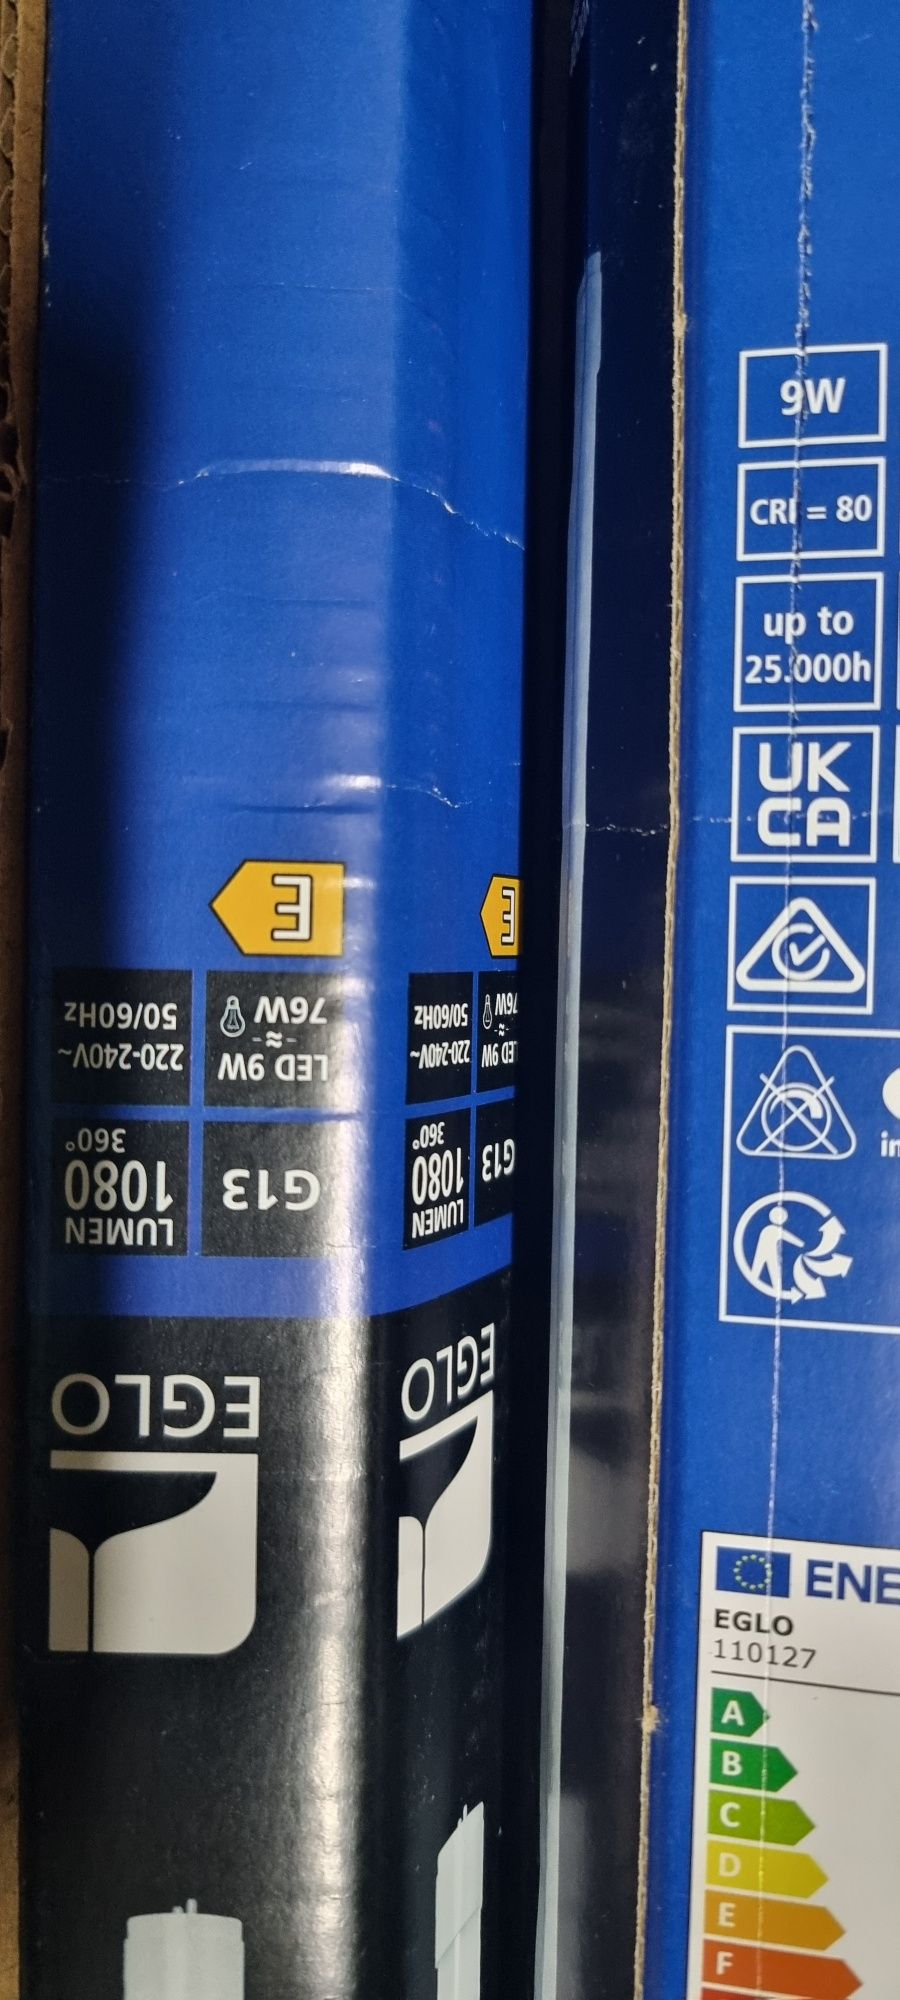 EGLO
LUMEN
1080
360°
G13
220-240V~
50/60Hz
LED 9W
≈
76W
E
EGLO
LUMEN
1080
360°
G13
220-240V~
50/60Hz
LED 9W
≈
76W
E
9W
CRI = 80
up to
25.000h
UK
CA
EGLO
110127
A
B
C
D
E
F